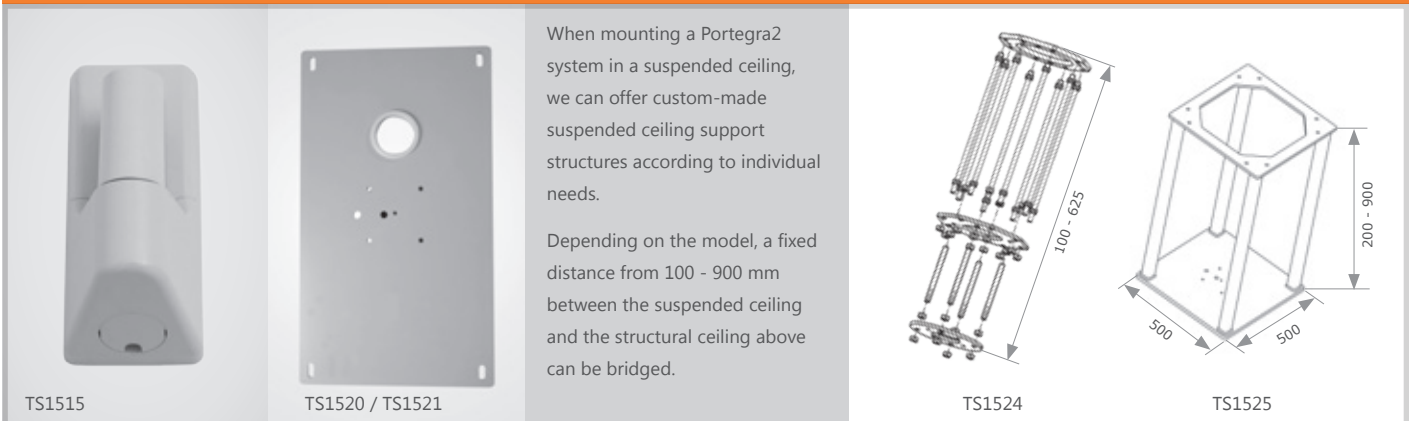 TS1515
TS1520 / TS1521
When mounting a Portegra2
system in a suspended ceiling,
we can offer custom-made
suspended ceiling support
structures according to individual
needs.
Depending on the model, a fixed
distance from 100 - 900 mm
between the suspended ceiling
and the structural ceiling above
can be bridged.
100 - 625
TS1524
200 - 900
500
500
TS1525